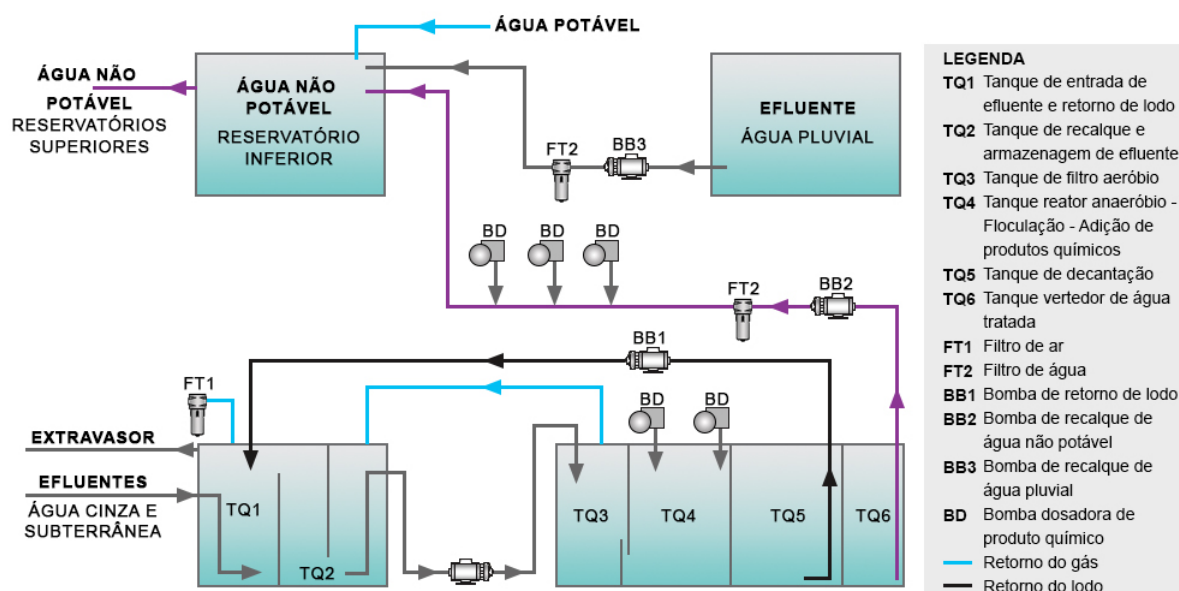 ÁGUA POTÁVEL
ÁGUA NÃO
POTÁVEL
RESERVATÓRIOS
SUPERIORES
ÁGUA NÃO
POTÁVEL
RESERVATÓRIO
INFERIOR
EFLUENTE
ÁGUA PLUVIAL
FT2
BB3
BD
BD
BD
FT2
BB2
BB1
FT1
BD
BD
EXTRAVASOR
EFLUENTES
ÁGUA CINZA E
SUBTERRÂNEA
TQ1
TQ2
TQ3
TQ4
TQ5
TQ6
LEGENDA
TQ1 Tanque de entrada de
efluente e retorno de lodo
TQ2 Tanque de recalque e
armazenagem de efluente
TQ3 Tanque de filtro aeróbio
TQ4 Tanque reator anaeróbio -
Floculação - Adição de
produtos químicos
TQ5 Tanque de decantação
TQ6 Tanque vertedor de água
tratada
FT1 Filtro de ar
FT2 Filtro de água
BB1 Bomba de retorno de lodo
BB2 Bomba de recalque de
água não potável
BB3 Bomba de recalque de
água pluvial
BD Bomba dosadora de
produto químico
Retorno do gás
Retorno do lodo